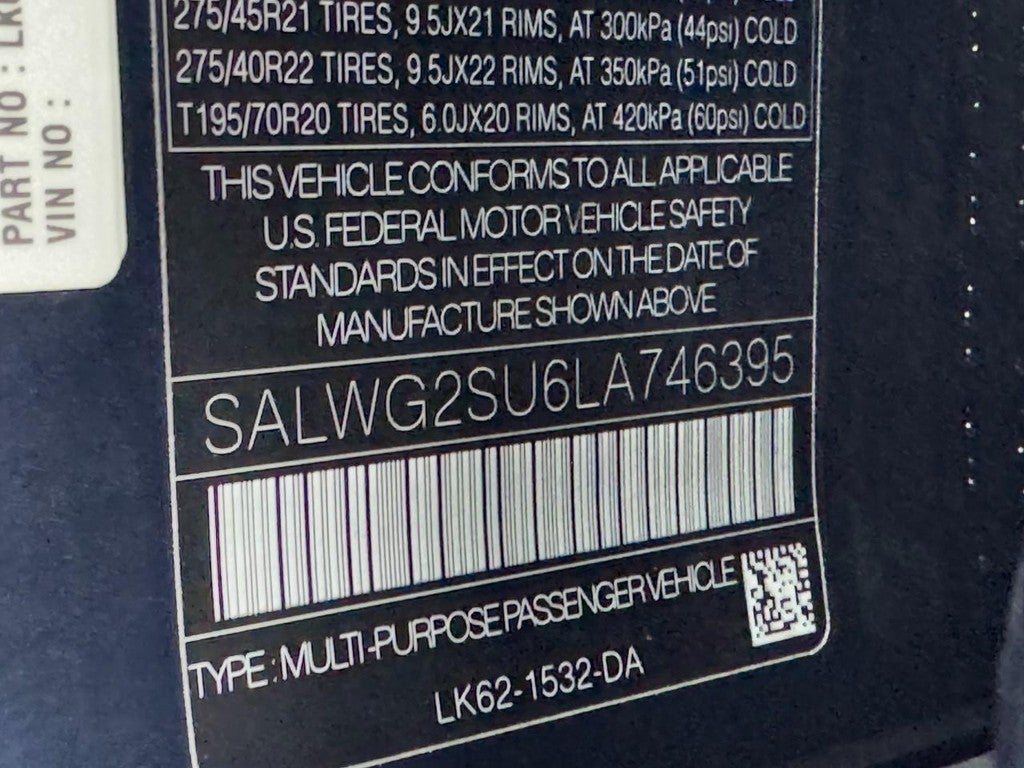 275/45R21 TIRES, 9.5JX21 RIMS, AT 300kPa (44psi) COLD
275/40R22 TIRES, 9.5JX22 RIMS, AT 350kPa (51psi) COLD
T195/70R20 TIRES, 6.0JX20 RIMS, AT 420kPa (60psi) COLD
THIS VEHICLE CONFORMS TO ALL APPLICABLE
U.S. FEDERAL MOTOR VEHICLE SAFETY
STANDARDS IN EFFECT ON THE DATE OF
MANUFACTURE SHOWN ABOVE
SALWG2SU6LA746395
TYPE : MULTI-PURPOSE PASSENGER VEHICLE
LK62-1532-DA
PART NO :
VIN NO :